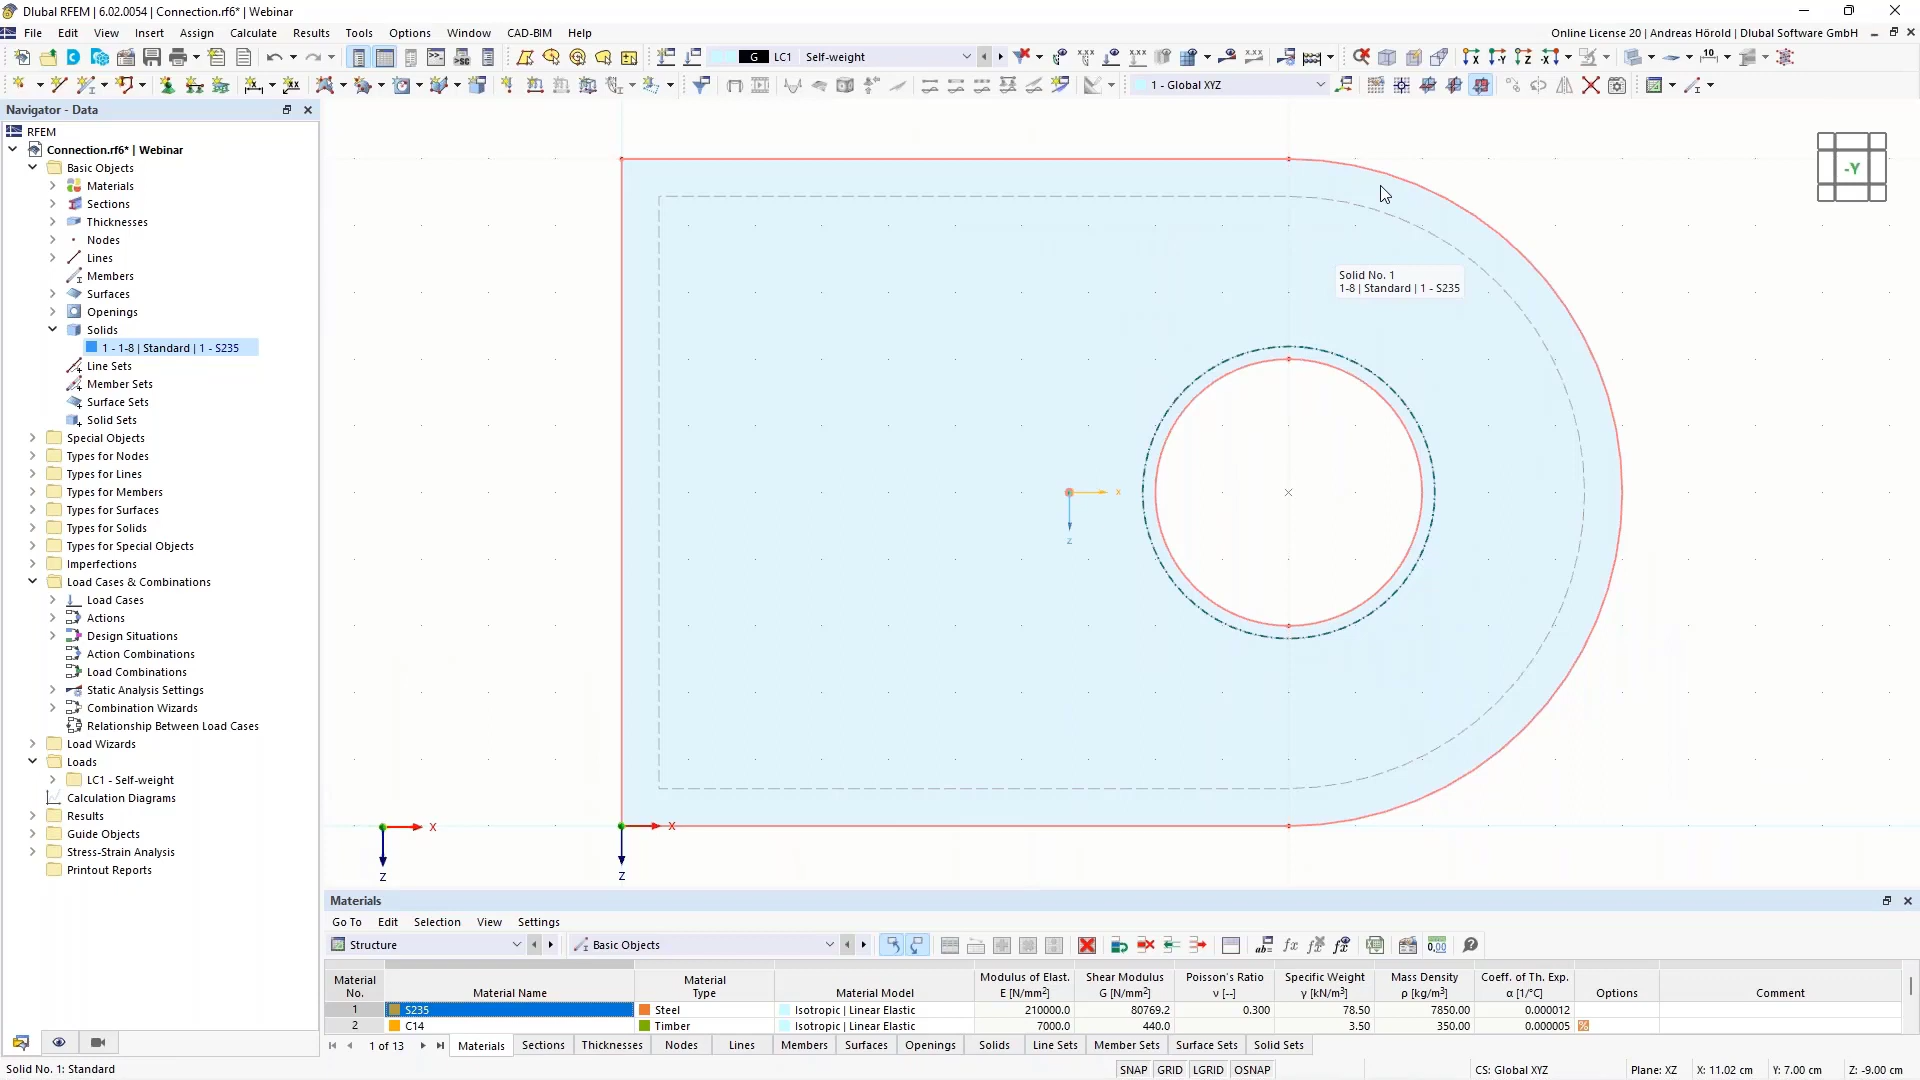 Dlubal RFEM | 6.02.0054 | Connection.rf6* | Webinar
File Edit View Insert Assign Calculate Results Tools Options Window CAD-BIM Help
Online License 20 | Andreas Hörold | Dlubal Software GmbH
G LC1 Self-weight
1 - Global XYZ
Navigator - Data
RFEM
Connection.rf6* | Webinar
Basic Objects
Materials
Sections
Thicknesses
Nodes
Lines
Members
Surfaces
Openings
Solids
1 - 1-8 | Standard | 1 - S235
Line Sets
Member Sets
Surface Sets
Solid Sets
Special Objects
Types for Nodes
Types for Lines
Types for Members
Types for Surfaces
Types for Solids
Types for Special Objects
Imperfections
Load Cases & Combinations
Load Cases
Actions
Design Situations
Action Combinations
Load Combinations
Static Analysis Settings
Combination Wizards
Relationship Between Load Cases
Load Wizards
Loads
LC1 - Self-weight
Calculation Diagrams
Results
Guide Objects
Stress-Strain Analysis
Printout Reports
-Y
Solid No. 1
1-8 | Standard | 1 - S235
x
z
X
Z
X
Z
Materials
Go To Edit Selection View Settings
Structure Basic Objects
Material No. Material Name Material Type Material Model Modulus of Elast. E [N/mm2] Shear Modulus G [N/mm2] Poisson's Ratio ν [--] Specific Weight γ [kN/m3] Mass Density ρ [kg/m3] Coeff. of Th. Exp. α [1/°C] Options Comment
1 S235 Steel Isotropic | Linear Elastic 210000.0 80769.2 0.300 78.50 7850.00 0.000012
2 C14 Timber Isotropic | Linear Elastic 7000.0 440.0 3.50 350.00 0.000005
1 of 13 Materials Sections Thicknesses Nodes Lines Members Surfaces Openings Solids Line Sets Member Sets Surface Sets Solid Sets
Solid No. 1: Standard SNAP GRID LGRID OSNAP CS: Global XYZ Plane: XZ X: 11.02 cm Y: 7.00 cm Z: -9.00 cm